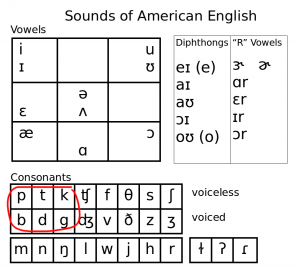 Sounds of American English
Vowels
i u
ɪ ʊ
ə
ɛ ʌ
æ ɔ
ɑ
Diphthongs "R" Vowels
eɪ (e) ɝ ɚ
aɪ ɑr
aʊ ɛr
ɔɪ ɪr
oʊ (o) ɔr
Consonants
p t k ʧ f θ s ʃ voiceless
b d g ʤ v ð z ʒ voiced
m n ŋ l w j h r ɫ ʔ ɾ